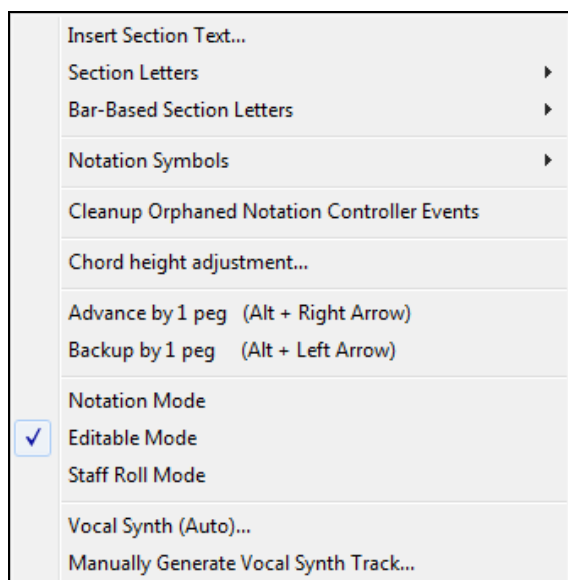 Insert Section Text...
Section Letters
Bar-Based Section Letters
Notation Symbols
Cleanup Orphaned Notation Controller Events
Chord height adjustment...
Advance by 1 peg (Alt + Right Arrow)
Backup by 1 peg (Alt + Left Arrow)
Notation Mode
Editable Mode
Staff Roll Mode
Vocal Synth (Auto)...
Manually Generate Vocal Synth Track...